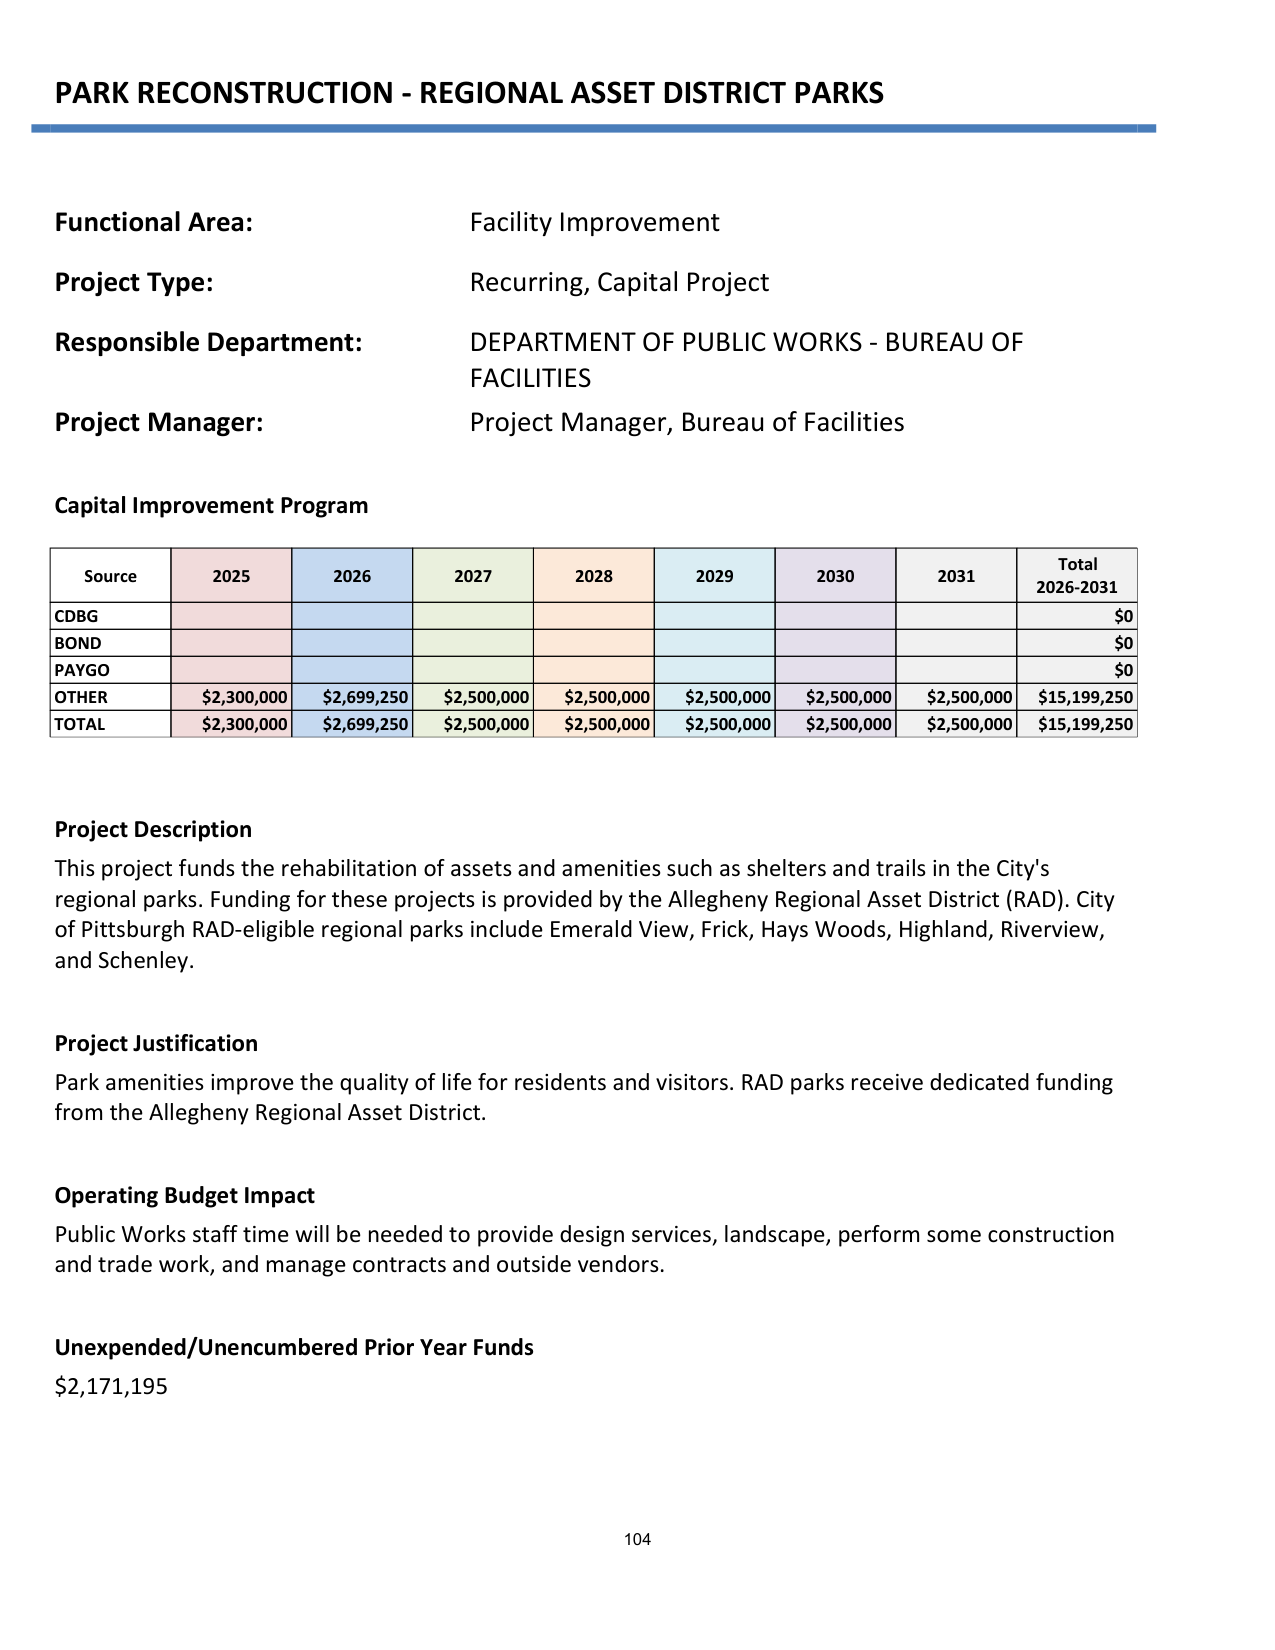 PARK RECONSTRUCTION - REGIONAL ASSET DISTRICT PARKS
Functional Area: Facility Improvement
Project Type: Recurring, Capital Project
Responsible Department: DEPARTMENT OF PUBLIC WORKS - BUREAU OF
FACILITIES
Project Manager: Project Manager, Bureau of Facilities
Capital Improvement Program
Source 2025 2026 2027 2028 2029 2030 2031 Total
2026-2031
CDBG $0
BOND $0
PAYGO $0
OTHER $2,300,000 $2,699,250 $2,500,000 $2,500,000 $2,500,000 $2,500,000 $2,500,000 $15,199,250
TOTAL $2,300,000 $2,699,250 $2,500,000 $2,500,000 $2,500,000 $2,500,000 $2,500,000 $15,199,250
Project Description
This project funds the rehabilitation of assets and amenities such as shelters and trails in the City's
regional parks. Funding for these projects is provided by the Allegheny Regional Asset District (RAD). City
of Pittsburgh RAD-eligible regional parks include Emerald View, Frick, Hays Woods, Highland, Riverview,
and Schenley.
Project Justification
Park amenities improve the quality of life for residents and visitors. RAD parks receive dedicated funding
from the Allegheny Regional Asset District.
Operating Budget Impact
Public Works staff time will be needed to provide design services, landscape, perform some construction
and trade work, and manage contracts and outside vendors.
Unexpended/Unencumbered Prior Year Funds
$2,171,195
104